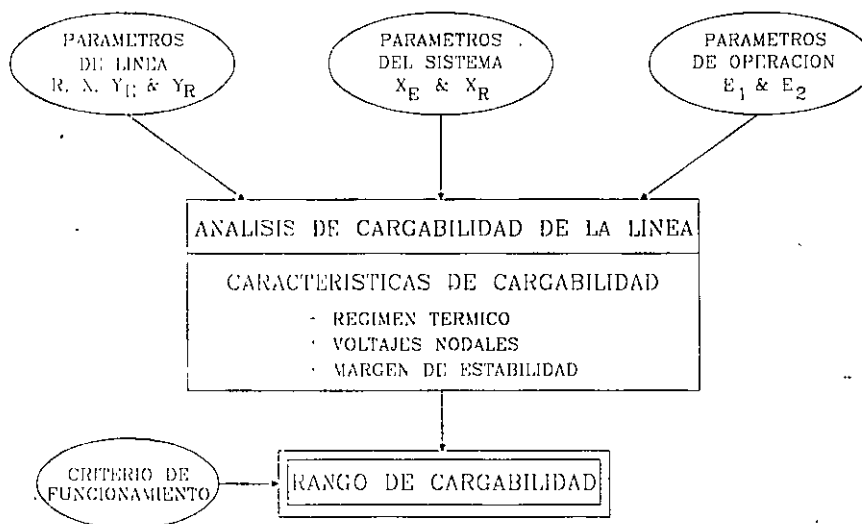 PARAMETROS
DE LINEA
R, X, Y_E & Y_R
PARAMETROS
DEL SISTEMA
X_E & X_R
PARAMETROS
DE OPERACION
E_1 & E_2
ANALISIS DE CARGABILIDAD DE LA LINEA
CARACTERISTICAS DE CARGABILIDAD
· REGIMEN TERMICO
· VOLTAJES NODALES
· MARGEN DE ESTABILIDAD
CRITERIO DE
FUNCIONAMIENTO
RANGO DE CARGABILIDAD